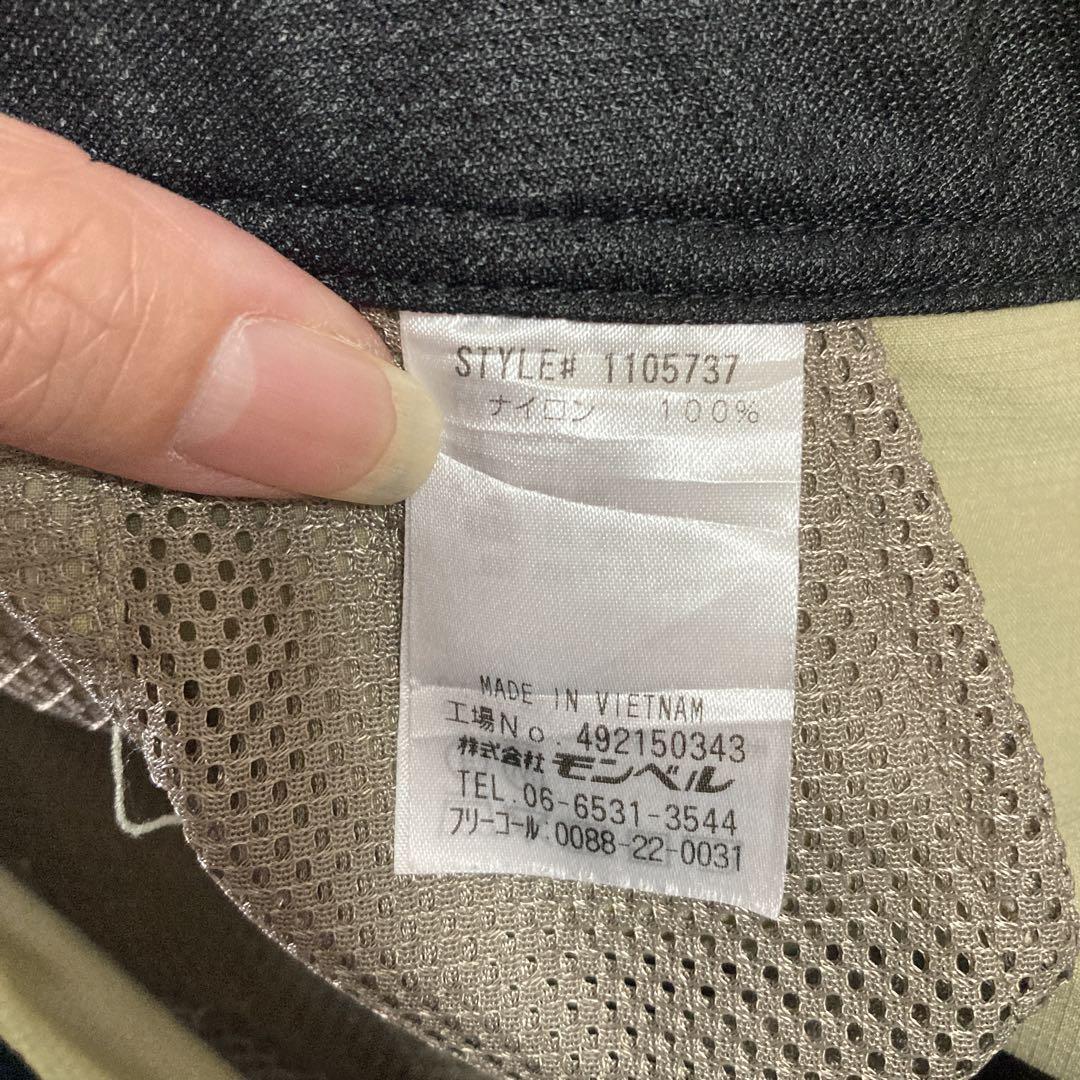 STYLE# 1105737
ナイロン 100%
MADE IN VIETNAM
工場No. 492150343
株式会社 モンベル
TEL.06-6531-3544
フリーコール:0088-22-0031